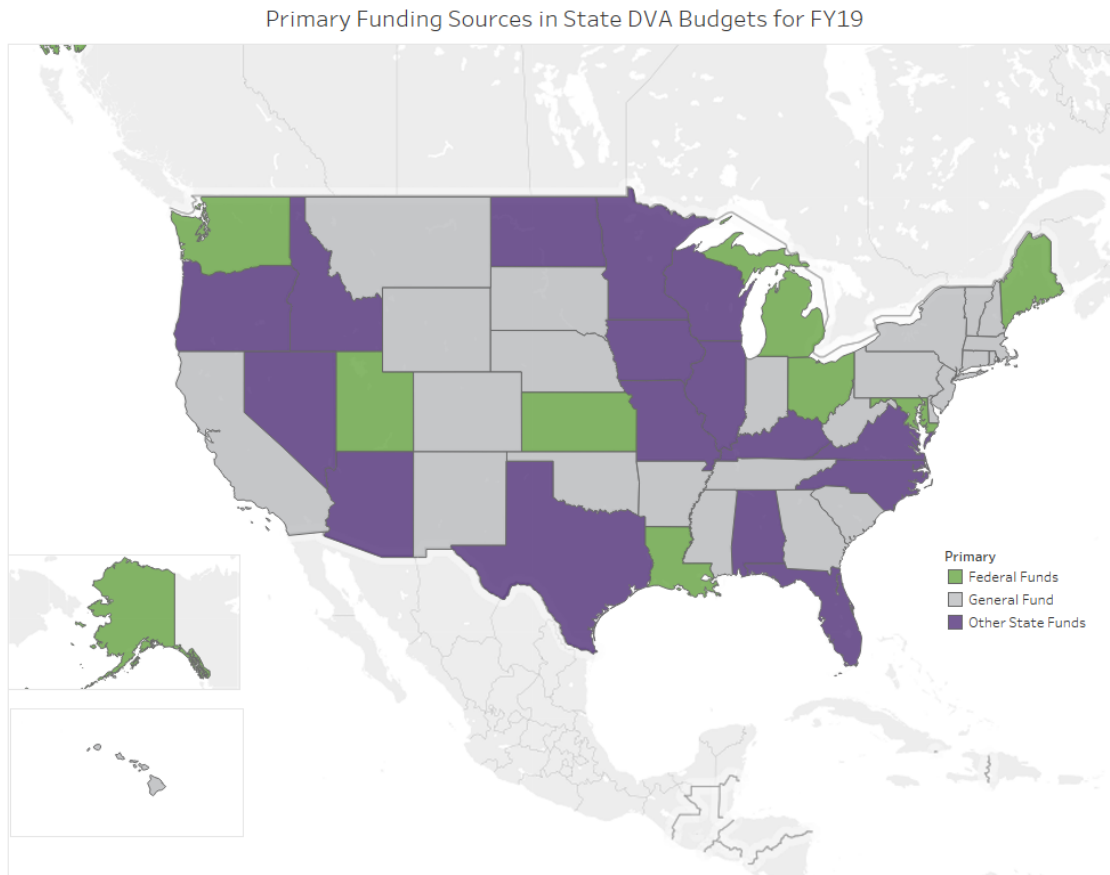 Primary Funding Sources in State DVA Budgets for FY19
Primary
Federal Funds
General Fund
Other State Funds